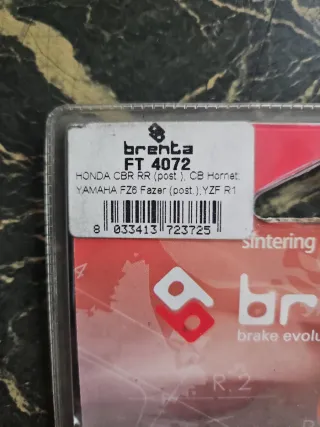 brenta
FT 4072
HONDA CBR RR (post.), CB Hornet,
YAMAHA FZ6 Fazer (post.),YZF R1
8 033413 723725
sintering
br
brake evolu
R.2